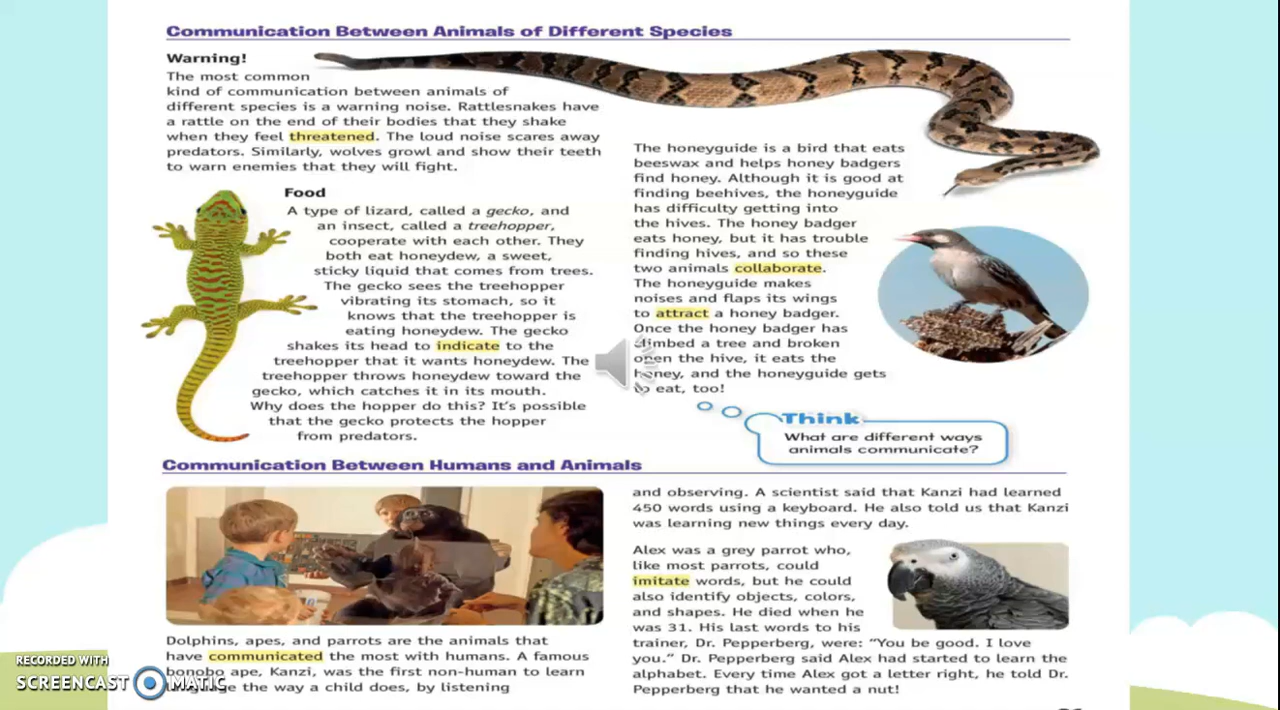 Communication Between Animals of Different Species
Warning!
The most common
kind of communication between animals of
different species is a warning noise. Rattlesnakes have
a rattle on the end of their bodies that they shake
when they feel threatened. The loud noise scares away
predators. Similarly, wolves growl and show their teeth
to warn enemies that they will fight.
Food
A type of lizard, called a gecko, and
an insect, called a treehopper,
cooperate with each other. They
both eat honeydew, a sweet,
sticky liquid that comes from trees.
The gecko sees the treehopper
vibrating its stomach, so it
knows that the treehopper is
eating honeydew. The gecko
shakes its head to indicate to the
treehopper that it wants honeydew. The
treehopper throws honeydew toward the
gecko, which catches it in its mouth.
Why does the hopper do this? It's possible
that the gecko protects the hopper
from predators.
The honeyguide is a bird that eats
beeswax and helps honey badgers
find honey. Although it is good at
finding beehives, the honeyguide
has difficulty getting into
the hives. The honey badger
eats honey, but it has trouble
finding hives, and so these
two animals collaborate.
The honeyguide makes
noises and flaps its wings
to attract a honey badger.
Once the honey badger has
climbed a tree and broken
open the hive, it eats the
honey, and the honeyguide gets
to eat, too!
Think
What are different ways
animals communicate?
Communication Between Humans and Animals
Dolphins, apes, and parrots are the animals that
have communicated the most with humans. A famous
bonobo ape, Kanzi, was the first non-human to learn
the way a child does, by listening
and observing. A scientist said that Kanzi had learned
450 words using a keyboard. He also told us that Kanzi
was learning new things every day.
Alex was a grey parrot who,
like most parrots, could
imitate words, but he could
also identify objects, colors,
and shapes. He died when he
was 31. His last words to his
trainer, Dr. Pepperberg, were: "You be good. I love
you." Dr. Pepperberg said Alex had started to learn the
alphabet. Every time Alex got a letter right, he told Dr.
Pepperberg that he wanted a nut!
RECORDED WITH
SCREENCAST MATIC